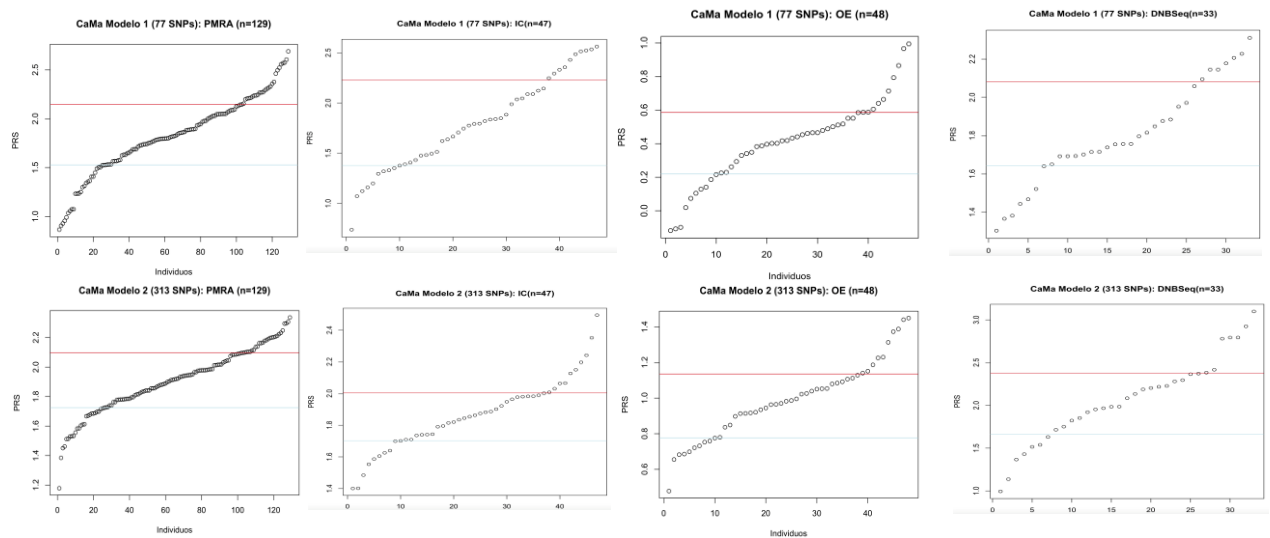 CaMa Modelo 1 (77 SNPs): PMRA (n=129)
PRS
2.5
2.0
1.5
1.0
0 20 40 60 80 100 120
Individuos
CaMa Modelo 1 (77 SNPs): IC(n=47)
PRS
2.5
2.0
1.5
1.0
0 10 20 30 40
CaMa Modelo 1 (77 SNPs): OE (n=48)
PRS
1.0
0.8
0.6
0.4
0.2
0.0
0 10 20 30 40
Individuos
CaMa Modelo 1 (77 SNPs): DNBSeq(n=33)
PRS
2.2
2.0
1.8
1.6
1.4
0 5 10 15 20 25 30
CaMa Modelo 2 (313 SNPs): PMRA (n=129)
PRS
2.2
2.0
1.8
1.6
1.4
1.2
0 20 40 60 80 100 120
Individuos
CaMa Modelo 2 (313 SNPs): IC(n=47)
PRS
2.4
2.2
2.0
1.8
1.6
1.4
0 10 20 30 40
CaMa Modelo 2 (313 SNPs): OE (n=48)
PRS
1.4
1.2
1.0
0.8
0.6
0 10 20 30 40
Individuos
CaMa Modelo 2 (313 SNPs): DNBSeq(n=33)
PRS
3.0
2.5
2.0
1.5
1.0
0 5 10 15 20 25 30